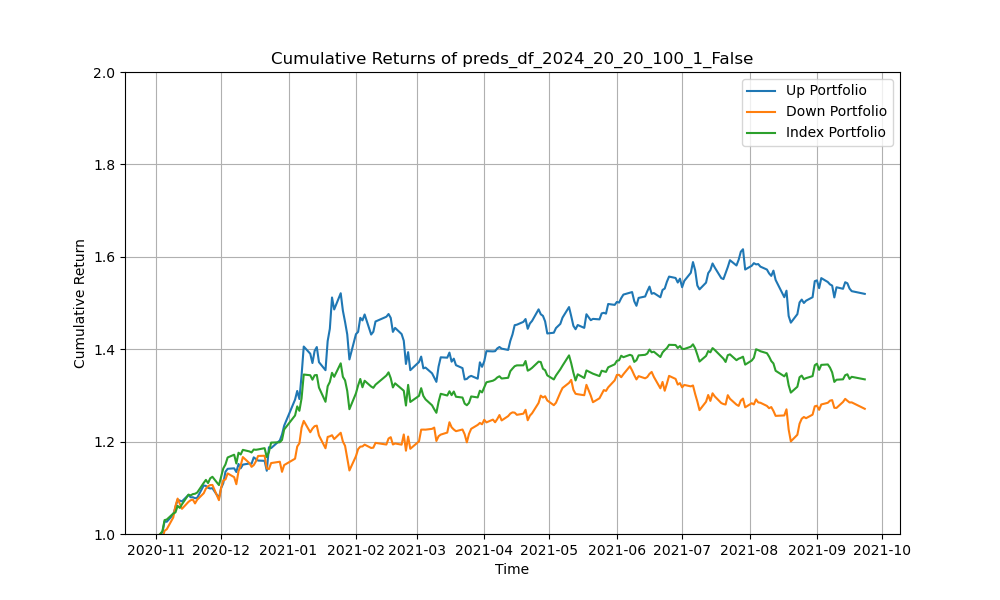 Cumulative Returns of preds_df_2024_20_20_100_1_False
Up Portfolio
Down Portfolio
Index Portfolio
Cumulative Return
2.0
1.8
1.6
1.4
1.2
1.0
2020-11 2020-12 2021-01 2021-02 2021-03 2021-04 2021-05 2021-06 2021-07 2021-08 2021-09 2021-10
Time